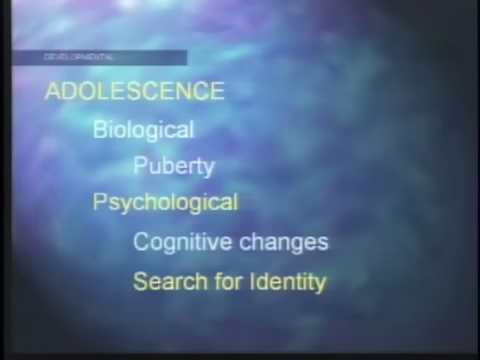 DEVELOPMENTAL
ADOLESCENCE
Biological
Puberty
Psychological
Cognitive changes
Search for Identity